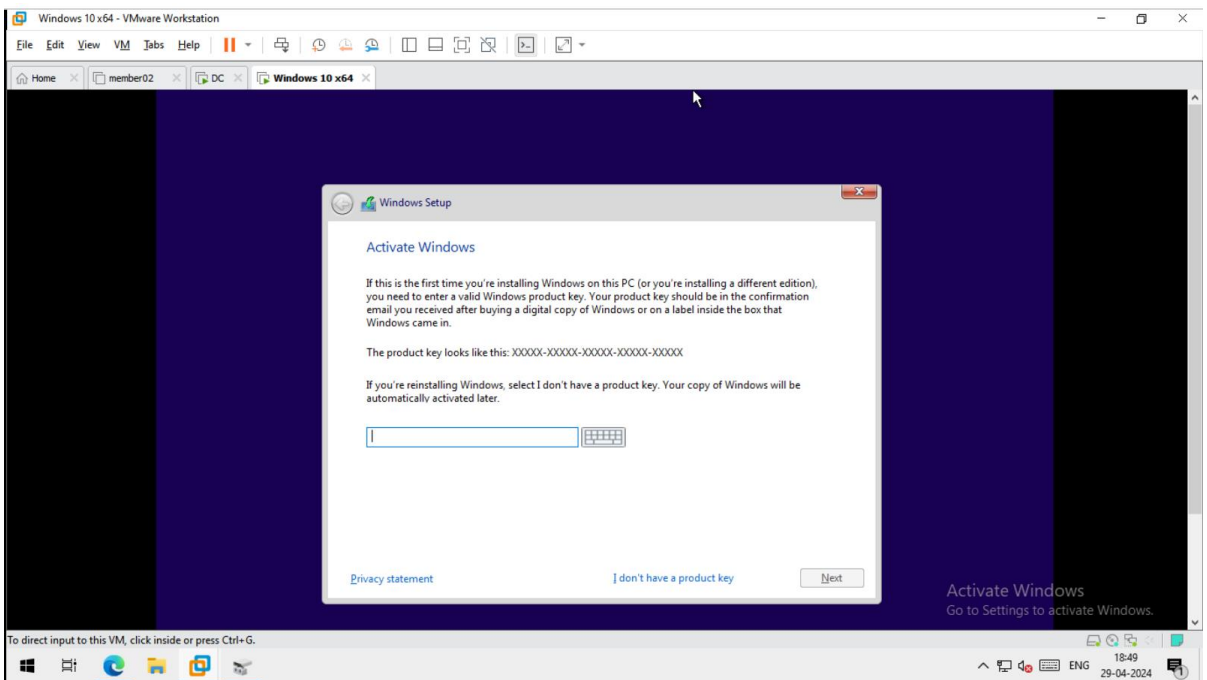 Windows 10 x64 - VMware Workstation
File Edit View VM Tabs Help
Home member02 DC Windows 10 x64
Windows Setup
Activate Windows
If this is the first time you're installing Windows on this PC (or you're installing a different edition),
you need to enter a valid Windows product key. Your product key should be in the confirmation
email you received after buying a digital copy of Windows or on a label inside the box that
Windows came in.
The product key looks like this: XXXXX-XXXXX-XXXXX-XXXXX-XXXXX
If you're reinstalling Windows, select I don't have a product key. Your copy of Windows will be
automatically activated later.
Privacy statement I don't have a product key Next
Activate Windows
Go to Settings to activate Windows.
To direct input to this VM, click inside or press Ctrl+G.
ENG 18:49
29-04-2024
1